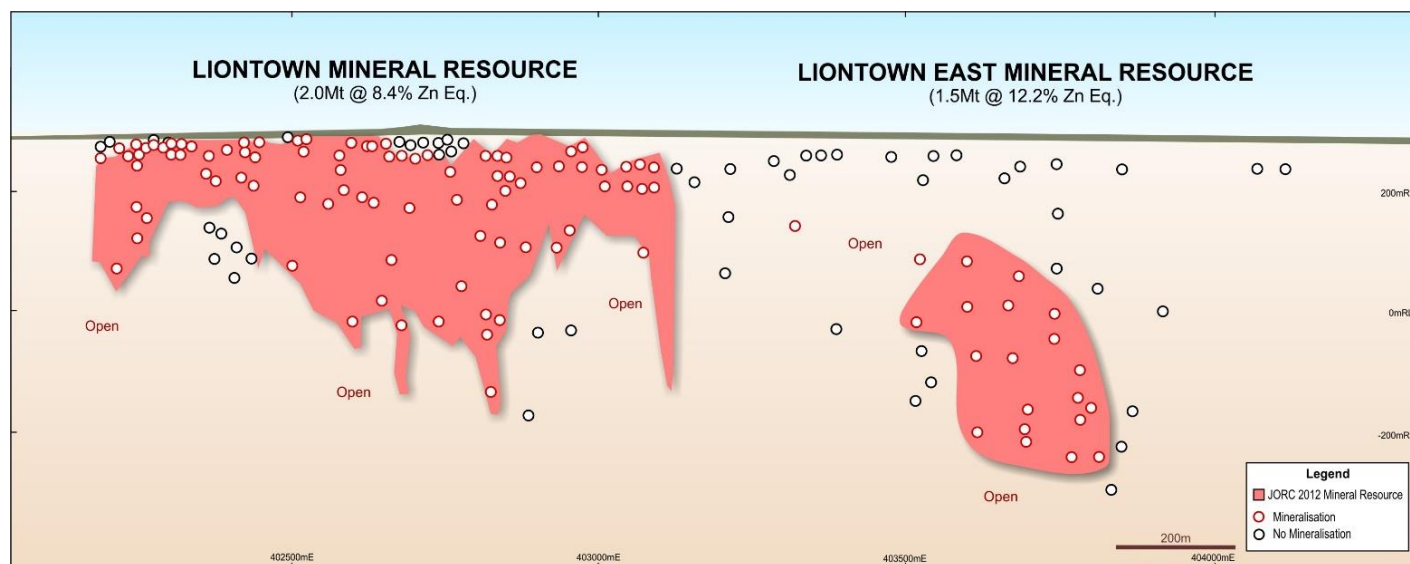 LIONTOWN MINERAL RESOURCE
(2.0Mt @ 8.4% Zn Eq.)
LIONTOWN EAST MINERAL RESOURCE
(1.5Mt @ 12.2% Zn Eq.)
200mRL
Open
Open
Open
Open
0mRL
Open
-200mRL
Legend
JORC 2012 Mineral Resource
Mineralisation
No Mineralisation
200m
402500mE
403000mE
403500mE
404000mE